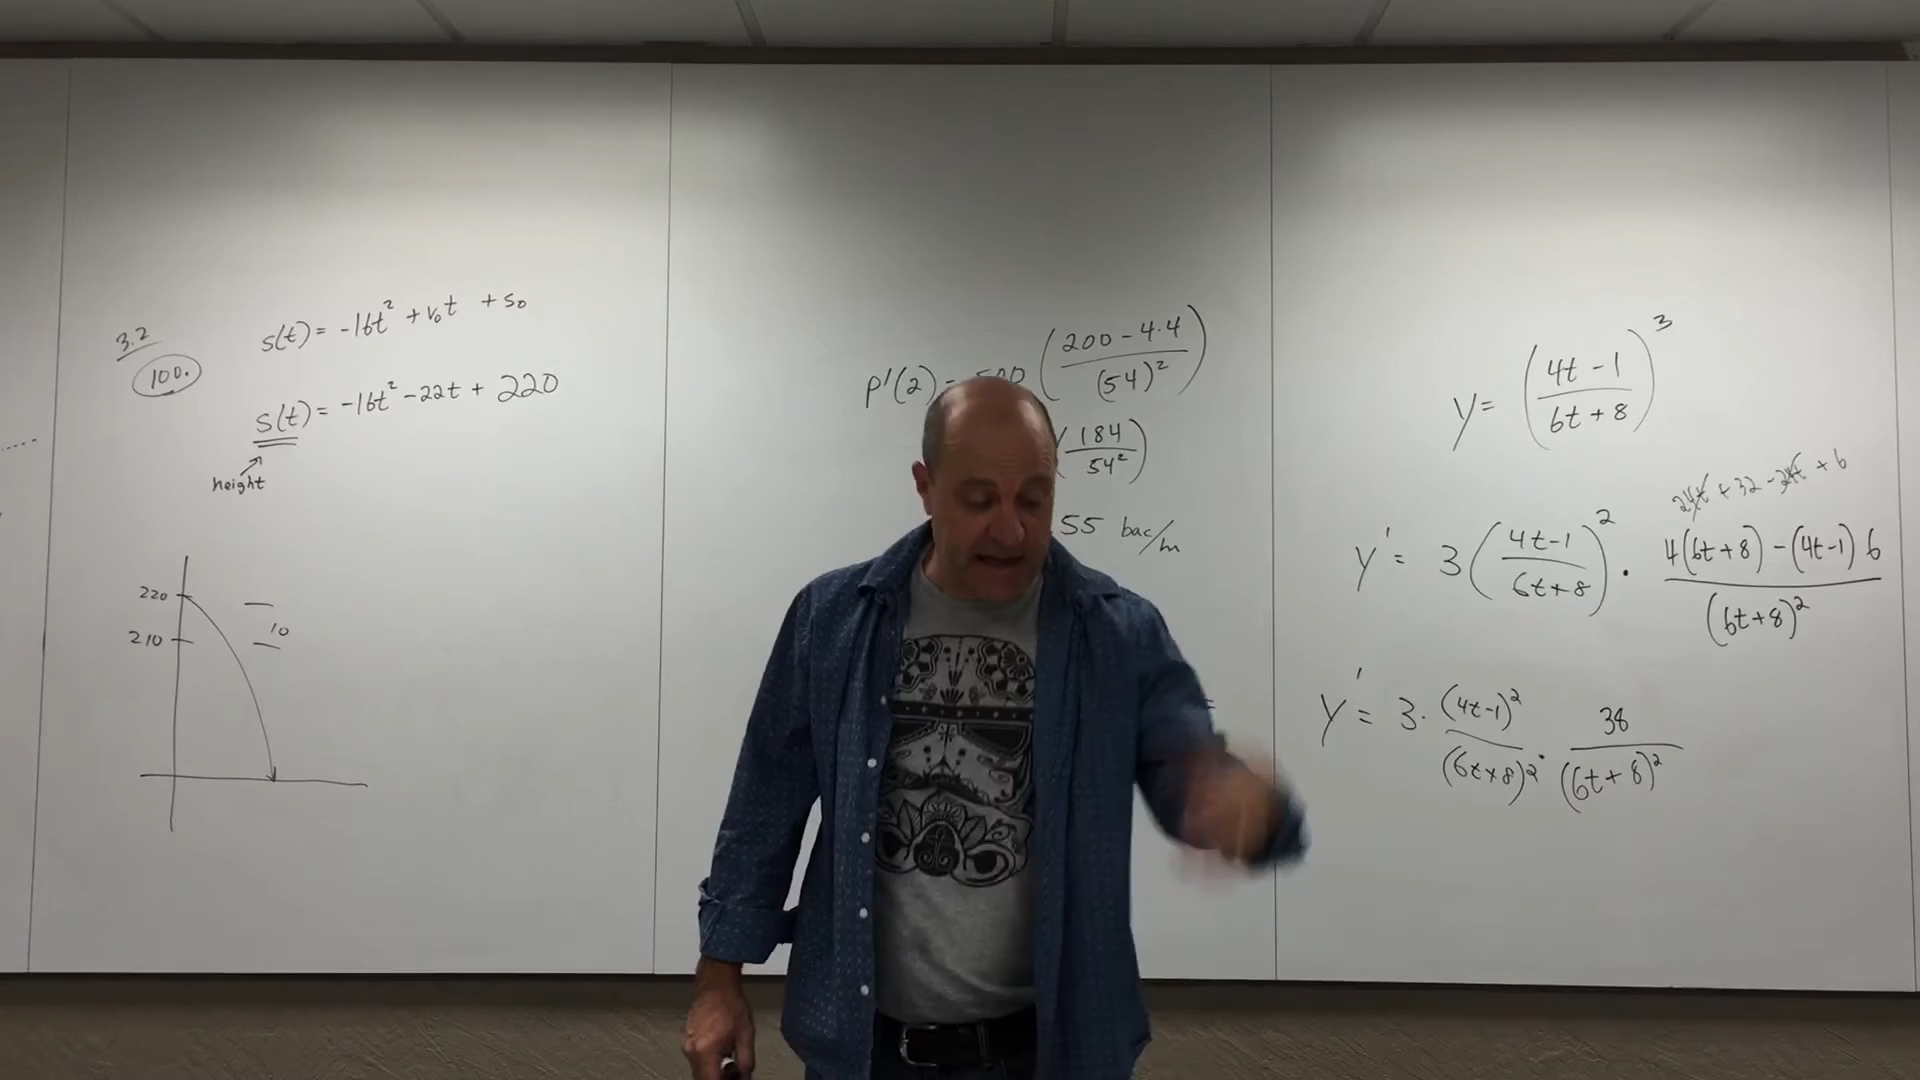 3.2
100.
s(t) = -16t² + v₀t + s₀
s(t) = -16t² - 22t + 220
height
220
210
10
p'(2) = 500 ( (200 - 4·4) / (54)² )
( 184 / 54² )
55 bac/m
=
y = ( (4t - 1) / (6t + 8) )³
24t + 32 - 24t + 6
y' = 3 ( (4t - 1) / (6t + 8) )² · ( 4(6t + 8) - (4t - 1) 6 ) / (6t + 8)²
y' = 3 · (4t - 1)² / (6t + 8)² · 38 / (6t + 8)²